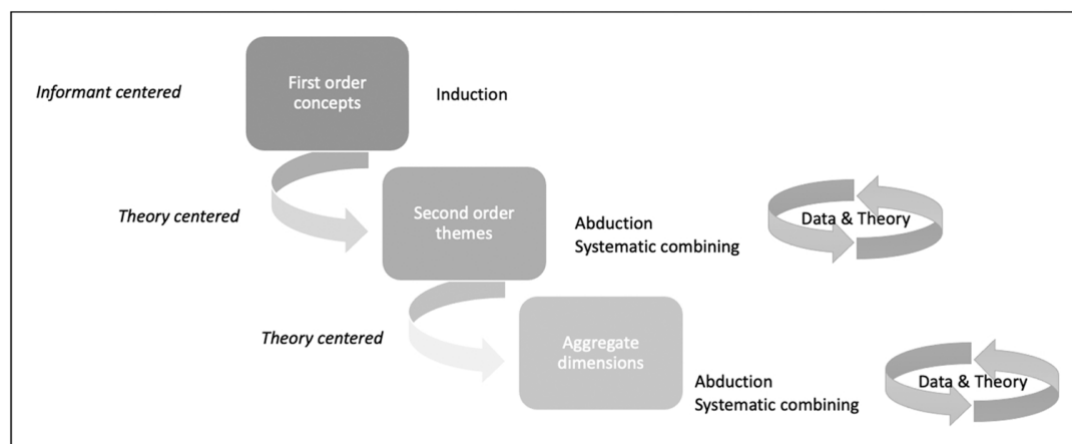 Informant centered
First order
concepts
Induction
Theory centered
Second order
themes
Abduction
Systematic combining
Data & Theory
Theory centered
Aggregate
dimensions
Abduction
Systematic combining
Data & Theory